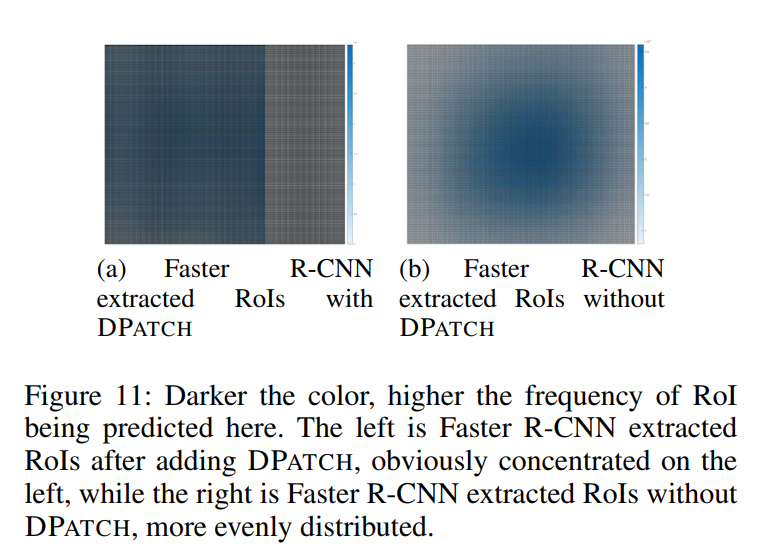 (a) Faster R-CNN
extracted RoIs with
DPATCH
(b) Faster R-CNN
extracted RoIs without
DPATCH
Figure 11: Darker the color, higher the frequency of RoI
being predicted here. The left is Faster R-CNN extracted
RoIs after adding DPATCH, obviously concentrated on the
left, while the right is Faster R-CNN extracted RoIs without
DPATCH, more evenly distributed.